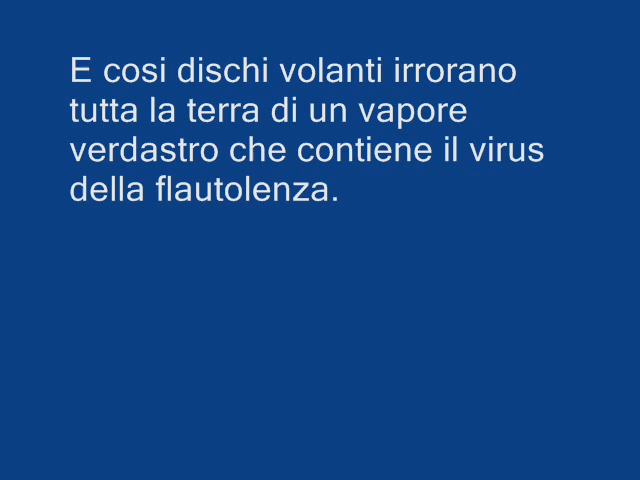 E cosi dischi volanti irrorano
tutta la terra di un vapore
verdastro che contiene il virus
della flautolenza.